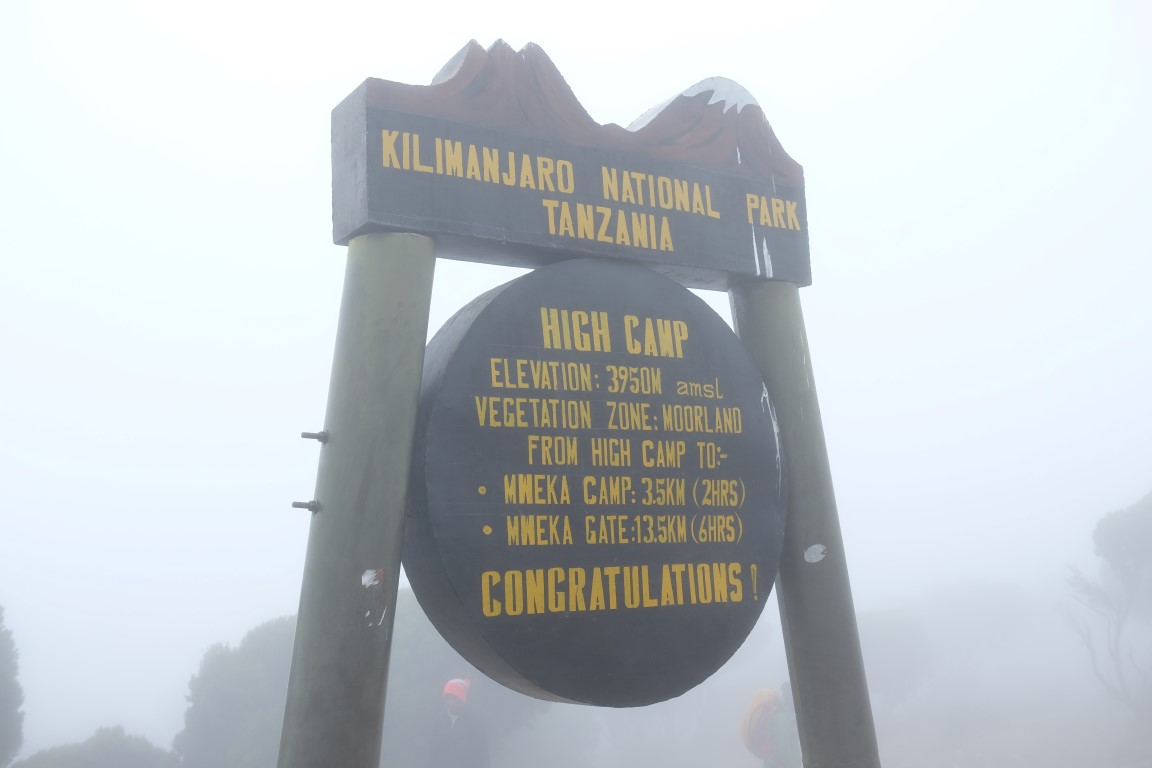 KILIMANJARO NATIONAL PARK
TANZANIA
HIGH CAMP
ELEVATION: 3950M amsl
VEGETATION ZONE: MOORLAND
FROM HIGH CAMP TO:-
• MWEKA CAMP: 3.5KM (2HRS)
• MWEKA GATE:13.5KM (6HRS)
CONGRATULATIONS!